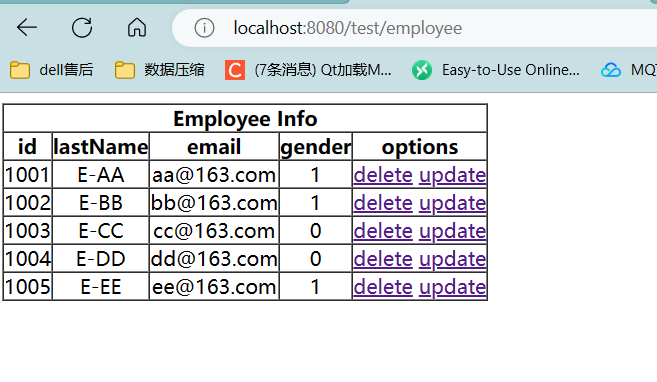 localhost:8080/test/employee
dell售后 数据压缩 C (7条消息) Qt加载M... Easy-to-Use Online... MQT
Employee Info
id lastName email gender options
1001 E-AA aa@163.com 1 delete update
1002 E-BB bb@163.com 1 delete update
1003 E-CC cc@163.com 0 delete update
1004 E-DD dd@163.com 0 delete update
1005 E-EE ee@163.com 1 delete update